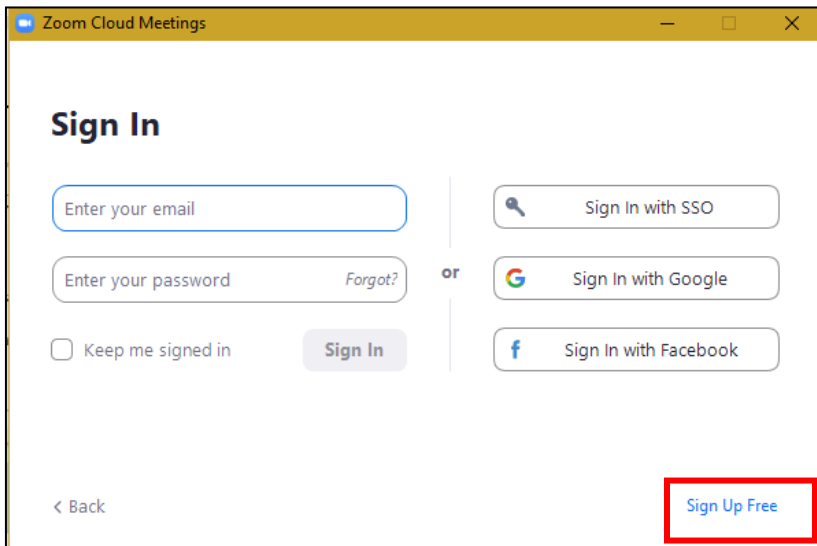 Zoom Cloud Meetings
Sign In
Enter your email
Enter your password Forgot?
Keep me signed in Sign In
or
Sign In with SSO
Sign In with Google
Sign In with Facebook
< Back
Sign Up Free